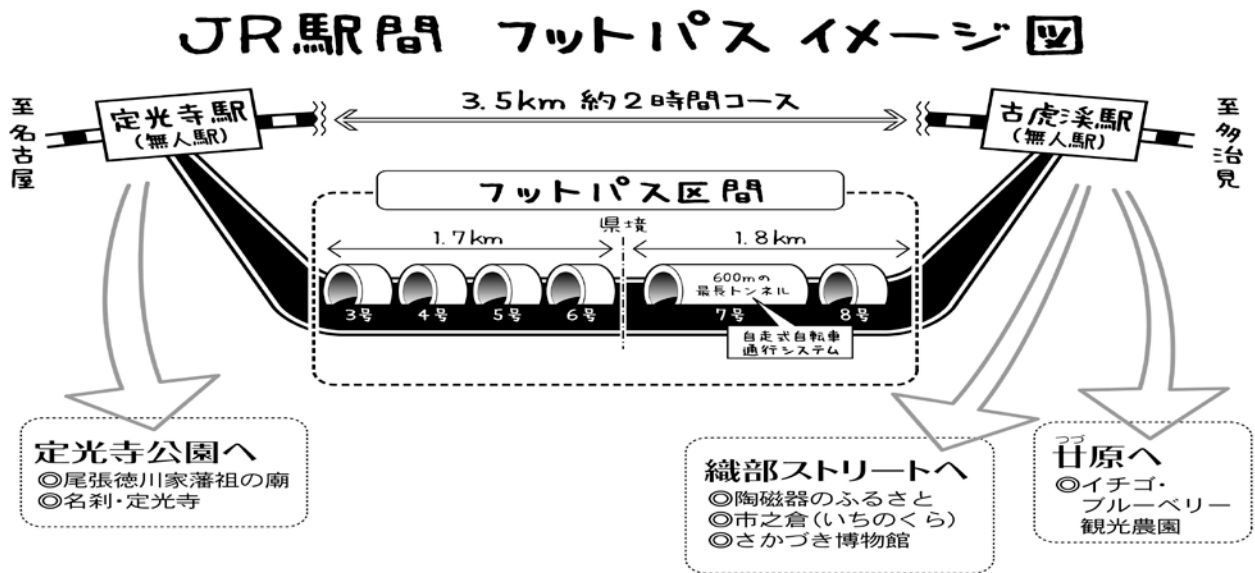 JR駅間 フットパス イメージ図
至名古屋
定光寺駅
(無人駅)
3.5km 約2時間コース
古虎渓駅
(無人駅)
至多治見
フットパス区間
県境
1.7km
1.8km
600mの
最長トンネル
3号
4号
5号
6号
7号
8号
自走式自転車
通行システム
定光寺公園へ
◎尾張徳川家藩祖の廟
◎名刹・定光寺
織部ストリートへ
◎陶磁器のふるさと
◎市之倉(いちのくら)
◎さかづき博物館
つづ
廿原へ
◎イチゴ・
ブルーベリー
観光農園